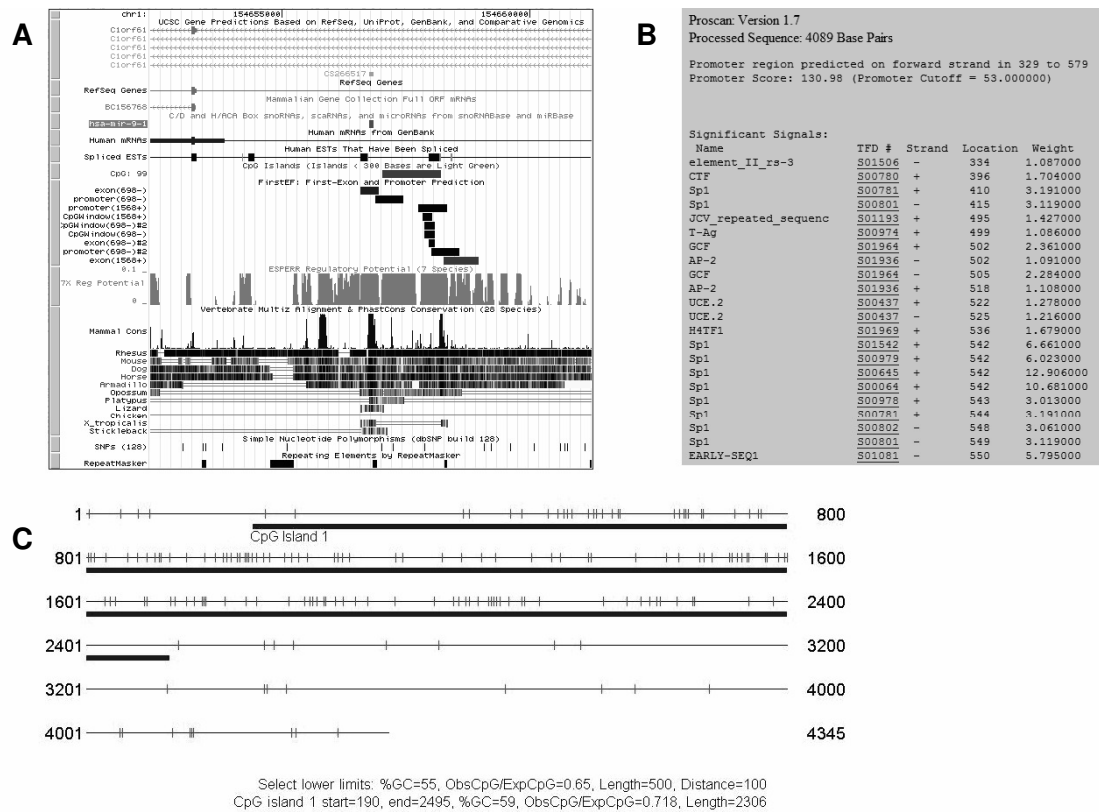 A
chr1: 154655000 154660000
UCSC Gene Predictions Based on RefSeq, UniProt, GenBank, and Comparative Genomics
C1orf61
C1orf61
C1orf61
C1orf61
C1orf61
CS266517
RefSeq Genes
RefSeq Genes
Mammalian Gene Collection Full ORF mRNAs
BC156768
C/D and H/ACA Box snoRNAs, scaRNAs, and microRNAs from snoRNABase and miRBase
hsa-mir-9-1
Human mRNAs from GenBank
Human mRNAs
Human ESTs That Have Been Spliced
Spliced ESTs
CpG Islands (Islands < 300 Bases are Light Green)
CpG: 99
FirstEF: First-Exon and Promoter Prediction
exon(698-)
promoter(698-)
promoter(1568+)
CpGWindow(1568+)
CpGWindow(698-)#2
CpGWindow(698-)
exon(698-)#2
promoter(698-)#2
exon(1568+)
ESPERR Regulatory Potential (7 Species)
0.1 _
7X Reg Potential
0 _
Vertebrate Multiz Alignment & PhastCons Conservation (28 Species)
Mammal Cons
Rhesus
Mouse
Dog
Horse
Armadillo
Opossum
Platypus
Lizard
Chicken
X_tropicalis
Stickleback
Simple Nucleotide Polymorphisms (dbSNP build 128)
SNPs (128)
Repeating Elements by RepeatMasker
RepeatMasker
B
Proscan: Version 1.7
Processed Sequence: 4089 Base Pairs
Promoter region predicted on forward strand in 329 to 579
Promoter Score: 130.98 (Promoter Cutoff = 53.000000)
Significant Signals:
Name TFD # Strand Location Weight
element_II_rs-3 S01506 - 334 1.087000
CTF S00780 + 396 1.704000
Sp1 S00781 + 410 3.191000
Sp1 S00801 - 415 3.119000
JCV_repeated_sequenc S01193 + 495 1.427000
T-Ag S00974 + 499 1.086000
GCF S01964 + 502 2.361000
AP-2 S01936 - 502 1.091000
GCF S01964 - 505 2.284000
AP-2 S01936 + 518 1.108000
UCE.2 S00437 + 522 1.278000
UCE.2 S00437 - 525 1.216000
H4TF1 S01969 + 536 1.679000
Sp1 S01542 + 542 6.661000
Sp1 S00979 + 542 6.023000
Sp1 S00645 + 542 12.906000
Sp1 S00064 + 542 10.681000
Sp1 S00978 + 543 3.013000
Sp1 S00781 + 544 3.191000
Sp1 S00802 - 548 3.061000
Sp1 S00801 - 549 3.119000
EARLY-SEQ1 S01081 - 550 5.795000
C
1 800
CpG Island 1
801 1600
1601 2400
2401 3200
3201 4000
4001 4345
Select lower limits: %GC=55, ObsCpG/ExpCpG=0.65, Length=500, Distance=100
CpG island 1 start=190, end=2495, %GC=59, ObsCpG/ExpCpG=0.718, Length=2306